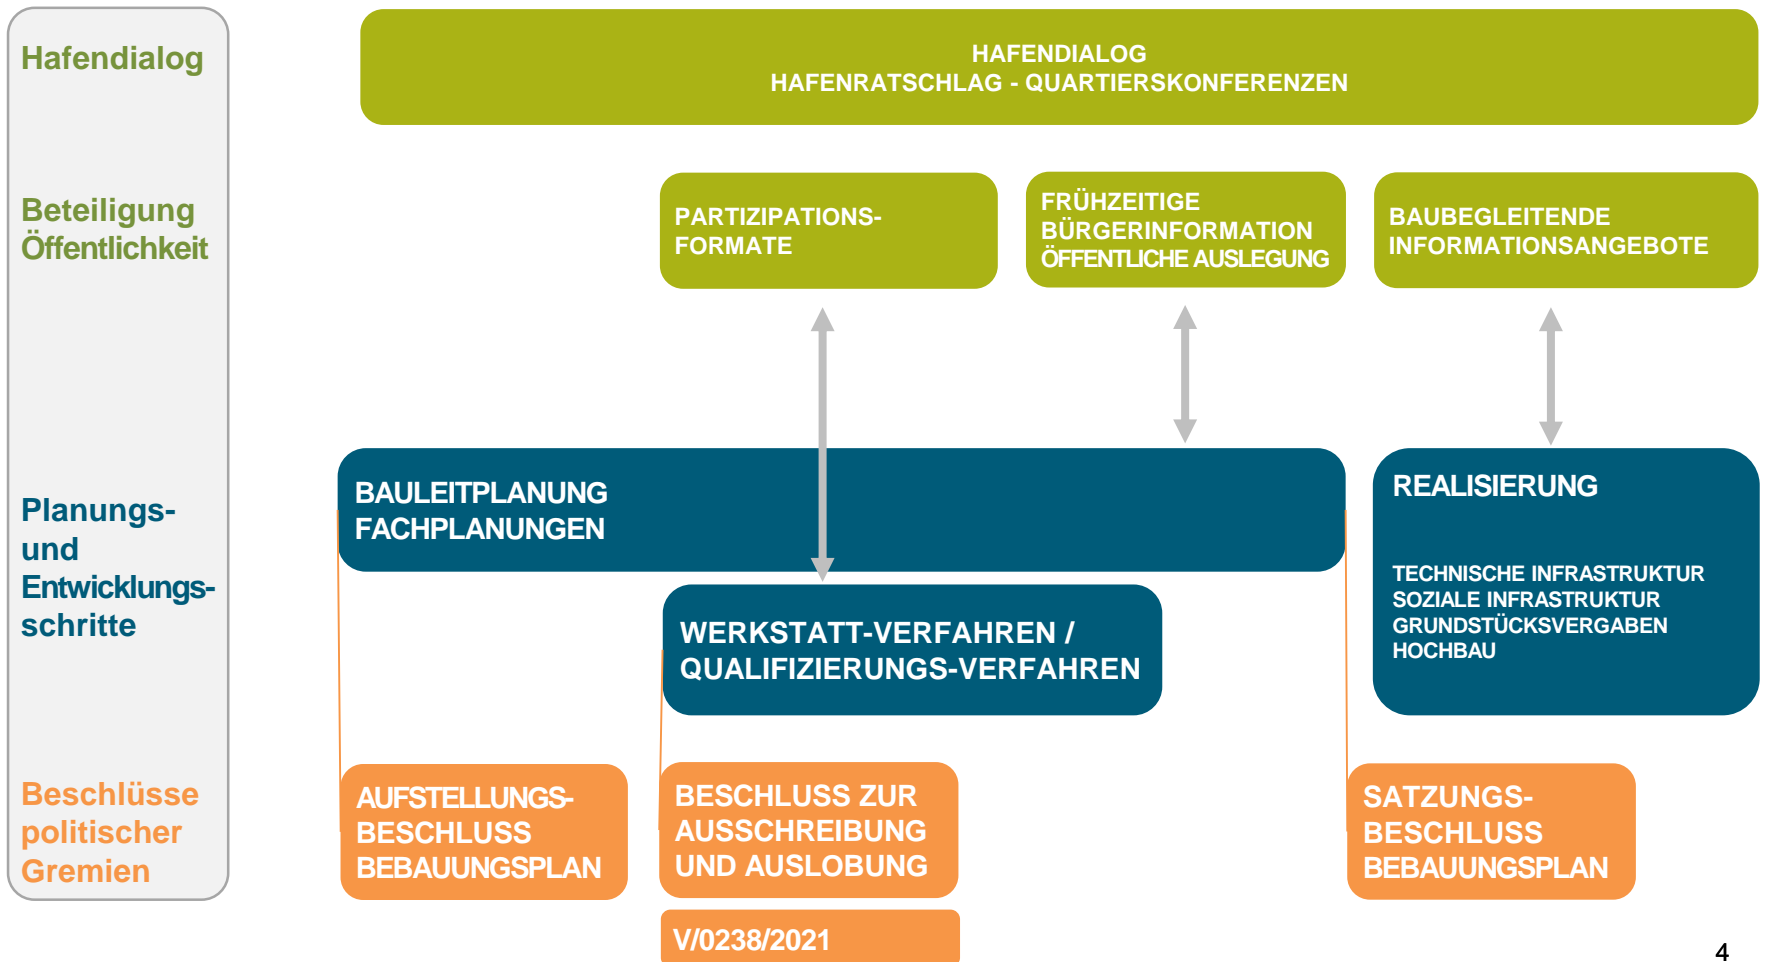 Hafendialog
HAFENDIALOG
HAFENRATSCHLAG - QUARTIERSKONFERENZEN
Beteiligung
Öffentlichkeit
PARTIZIPATIONS-
FORMATE
FRÜHZEITIGE
BÜRGERINFORMATION
ÖFFENTLICHE AUSLEGUNG
BAUBEGLEITENDE
INFORMATIONSANGEBOTE
Planungs-
und
Entwicklungs-
schritte
BAULEITPLANUNG
FACHPLANUNGEN
WERKSTATT-VERFAHREN /
QUALIFIZIERUNGS-VERFAHREN
REALISIERUNG
TECHNISCHE INFRASTRUKTUR
SOZIALE INFRASTRUKTUR
GRUNDSTÜCKSVERGABEN
HOCHBAU
Beschlüsse
politischer
Gremien
AUFSTELLUNGS-
BESCHLUSS
BEBAUUNGSPLAN
BESCHLUSS ZUR
AUSSCHREIBUNG
UND AUSLOBUNG
V/0238/2021
SATZUNGS-
BESCHLUSS
BEBAUUNGSPLAN
4